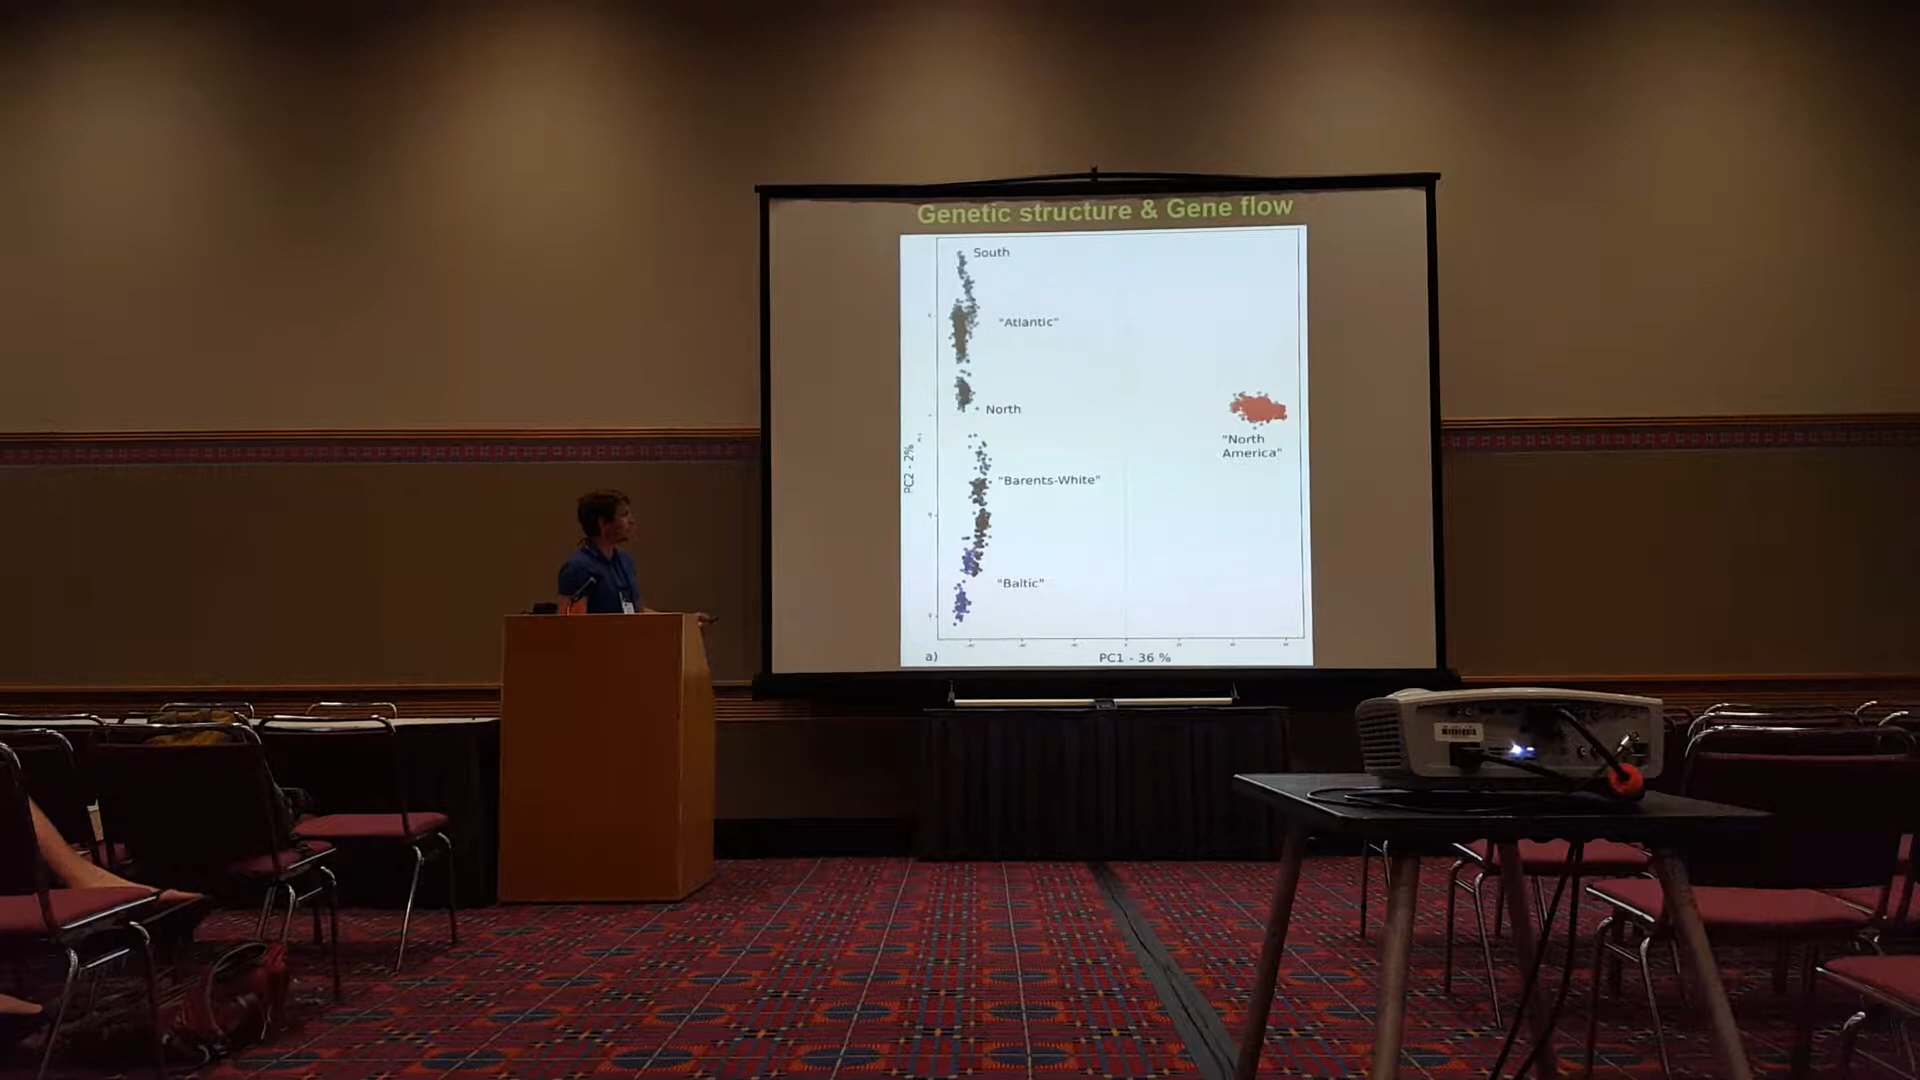 Genetic structure & Gene flow
South
"Atlantic"
North
"North
America"
"Barents-White"
"Baltic"
PC2 - 2%
a)
PC1 - 36 %